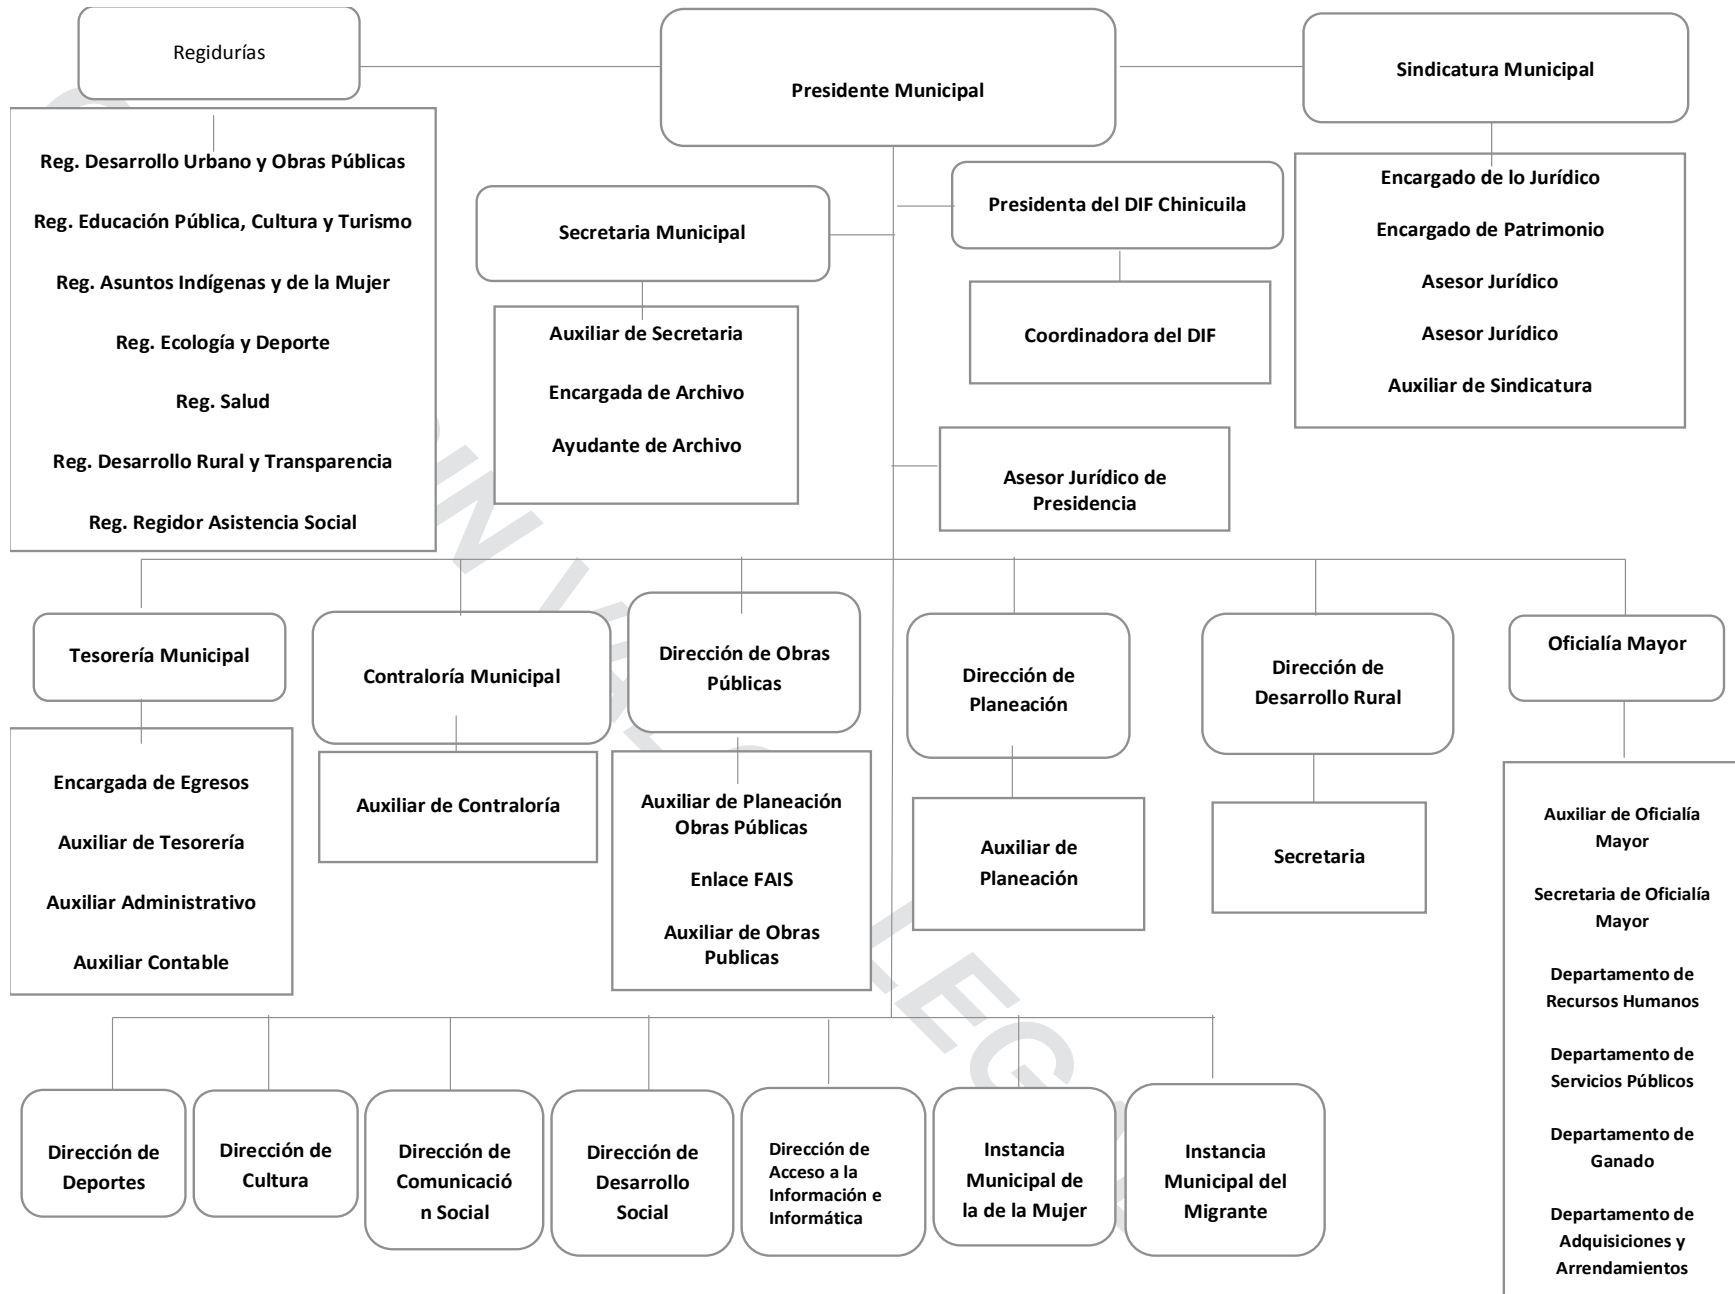 Regidurías
Presidente Municipal
Sindicatura Municipal
Reg. Desarrollo Urbano y Obras Públicas
Reg. Educación Pública, Cultura y Turismo
Reg. Asuntos Indígenas y de la Mujer
Reg. Ecología y Deporte
Reg. Salud
Reg. Desarrollo Rural y Transparencia
Reg. Regidor Asistencia Social
Secretaria Municipal
Auxiliar de Secretaria
Encargada de Archivo
Ayudante de Archivo
Presidenta del DIF Chinicuila
Coordinadora del DIF
Asesor Jurídico de
Presidencia
Encargado de lo Jurídico
Encargado de Patrimonio
Asesor Jurídico
Asesor Jurídico
Auxiliar de Sindicatura
Tesorería Municipal
Encargada de Egresos
Auxiliar de Tesorería
Auxiliar Administrativo
Auxiliar Contable
Contraloría Municipal
Auxiliar de Contraloría
Dirección de Obras
Públicas
Auxiliar de Planeación
Obras Públicas
Enlace FAIS
Auxiliar de Obras
Publicas
Dirección de
Planeación
Auxiliar de
Planeación
Dirección de
Desarrollo Rural
Secretaria
Oficialía Mayor
Auxiliar de Oficialía
Mayor
Secretaria de Oficialía
Mayor
Departamento de
Recursos Humanos
Departamento de
Servicios Públicos
Departamento de
Ganado
Departamento de
Adquisiciones y
Arrendamientos
Dirección de
Deportes
Dirección de
Cultura
Dirección de
Comunicació
n Social
Dirección de
Desarrollo
Social
Dirección de
Acceso a la
Información e
Informática
Instancia
Municipal de
la de la Mujer
Instancia
Municipal del
Migrante